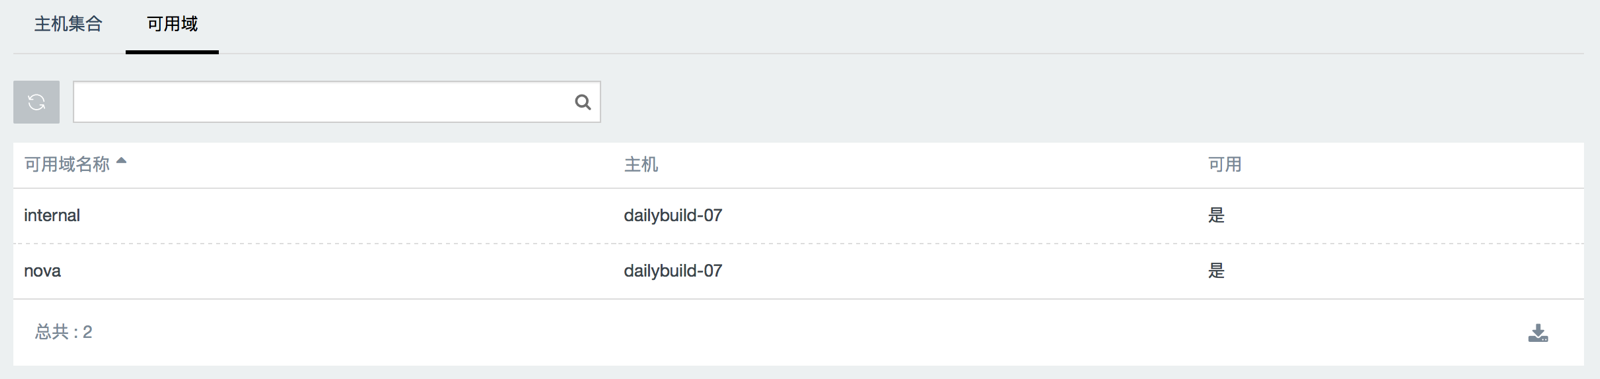 主机集合 可用域
可用域名称 主机 可用
internal dailybuild-07 是
nova dailybuild-07 是
总共 : 2